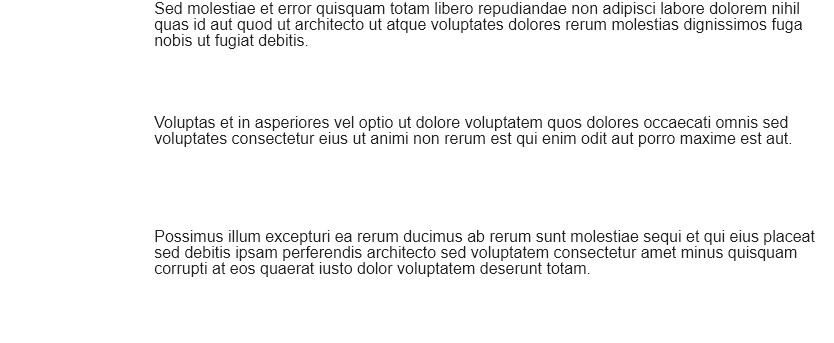 Sed molestiae et error quisquam totam libero repudiandae non adipisci labore dolorem nihil
quas id aut quod ut architecto ut atque voluptates dolores rerum molestias dignissimos fuga
nobis ut fugiat debitis.
Voluptas et in asperiores vel optio ut dolore voluptatem quos dolores occaecati omnis sed
voluptates consectetur eius ut animi non rerum est qui enim odit aut porro maxime est aut.
Possimus illum excepturi ea rerum ducimus ab rerum sunt molestiae sequi et qui eius placeat
sed debitis ipsam perferendis architecto sed voluptatem consectetur amet minus quisquam
corrupti at eos quaerat iusto dolor voluptatem deserunt totam.